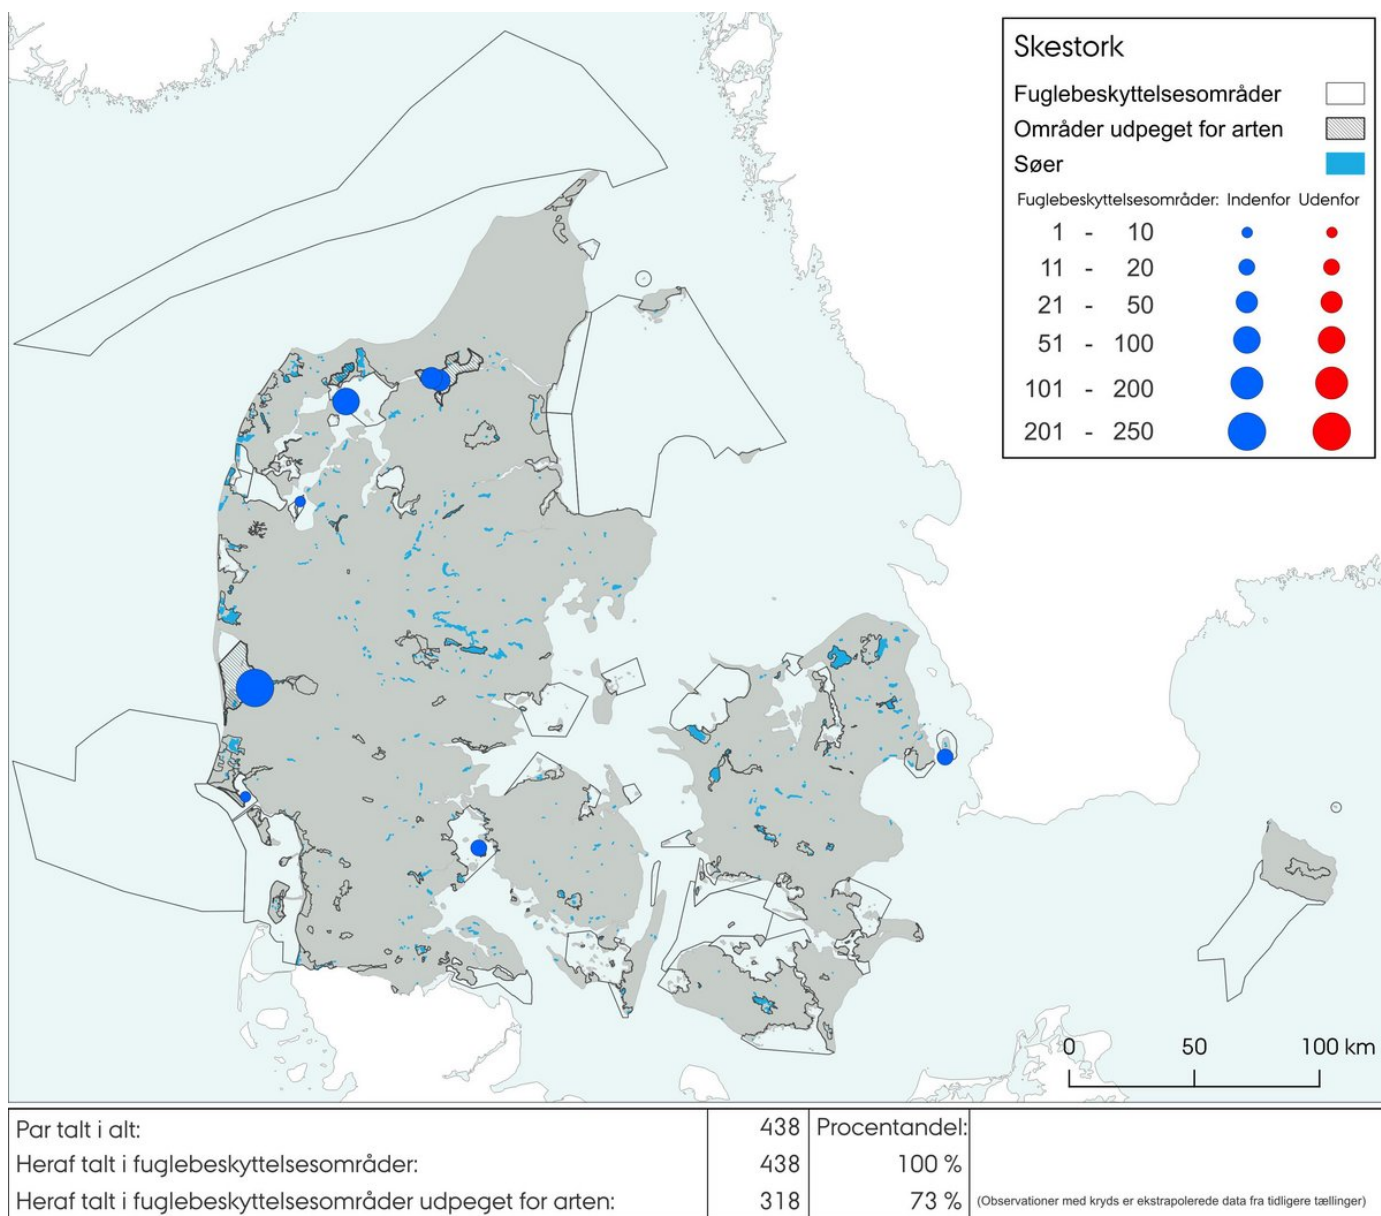 Skestork
Fuglebeskyttelsesområder
Områder udpeget for arten
Søer
Fuglebeskyttelsesområder: Indenfor Udenfor
1 - 10
11 - 20
21 - 50
51 - 100
101 - 200
201 - 250
0 50 100 km
Par talt i alt: 438 Procentandel:
Heraf talt i fuglebeskyttelsesområder: 438 100 %
Heraf talt i fuglebeskyttelsesområder udpeget for arten: 318 73 % (Observationer med kryds er ekstrapolerede data fra tidligere tællinger)